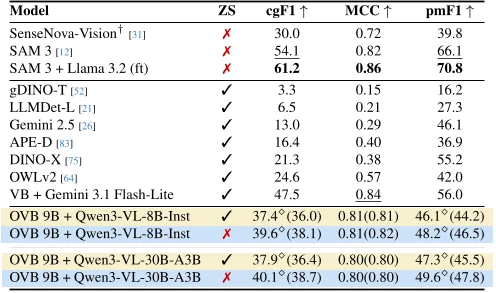 Model ZS cgF1 ↑ MCC ↑ pmF1 ↑
SenseNova-Vision† [31] ✗ 30.0 0.72 39.8
SAM 3 [12] ✗ 54.1 0.82 66.1
SAM 3 + Llama 3.2 (ft) ✗ 61.2 0.86 70.8
gDINO-T [52] ✓ 3.3 0.15 16.2
LLMDet-L [21] ✓ 6.5 0.21 27.3
Gemini 2.5 [26] ✓ 13.0 0.29 46.1
APE-D [83] ✓ 16.4 0.40 36.9
DINO-X [75] ✓ 21.3 0.38 55.2
OWLv2 [64] ✓ 24.6 0.57 42.0
VB + Gemini 3.1 Flash-Lite ✓ 47.5 0.84 56.0
OVB 9B + Qwen3-VL-8B-Inst ✓ 37.4◇(36.0) 0.81(0.81) 46.1◇(44.2)
OVB 9B + Qwen3-VL-8B-Inst ✗ 39.6◇(38.1) 0.81(0.82) 48.2◇(46.5)
OVB 9B + Qwen3-VL-30B-A3B ✓ 37.9◇(36.4) 0.80(0.80) 47.3◇(45.5)
OVB 9B + Qwen3-VL-30B-A3B ✗ 40.1◇(38.7) 0.80(0.80) 49.6◇(47.8)